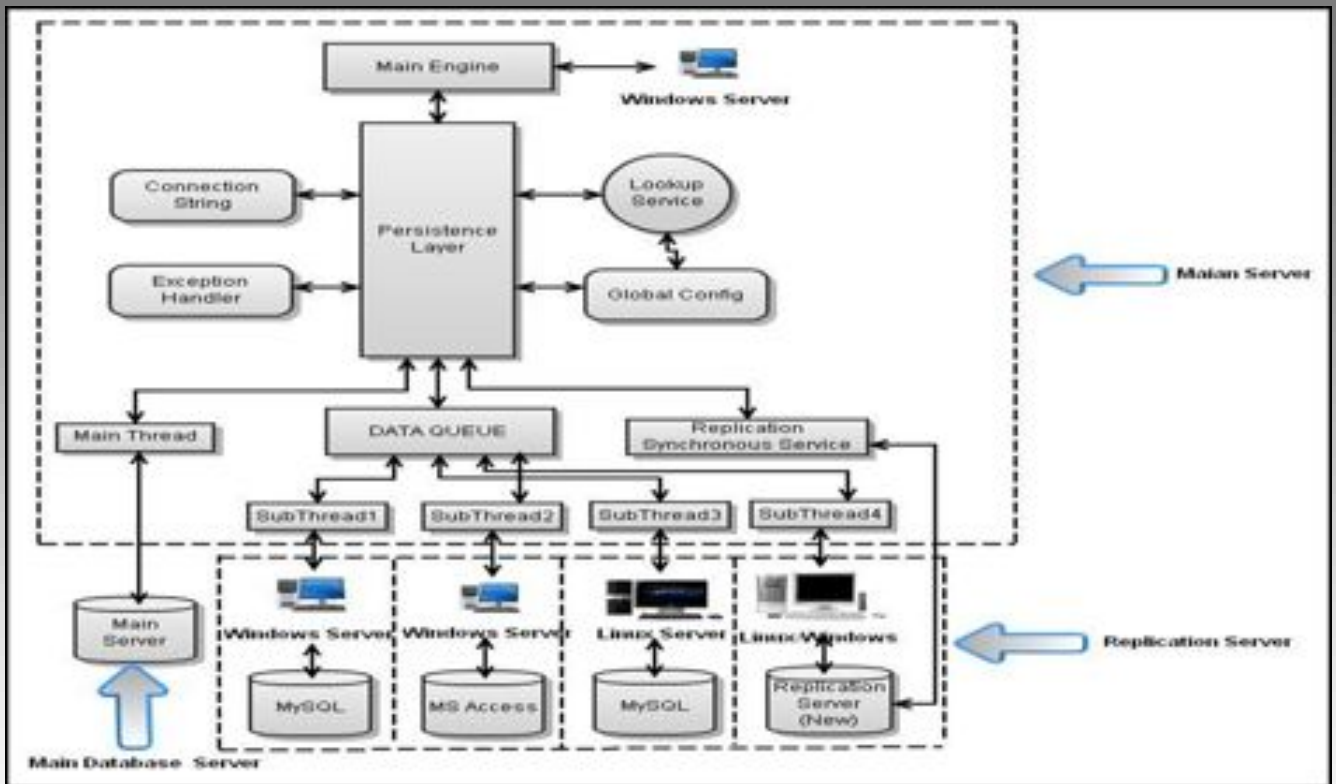 Main Engine
Windows Server
Connection
String
Persistence
Layer
Lookup
Service
Exception
Handler
Global Config
Maian Server
Main Thread
DATA QUEUE
Replication
Synchronous Service
SubThread1
SubThread2
SubThread3
SubThread4
Main
Server
Windows Server
Windows Server
Linux Server
Linux/Windows
Replication Server
MySQL
MS Access
MySQL
Replication
Server
(New)
Main Database Server